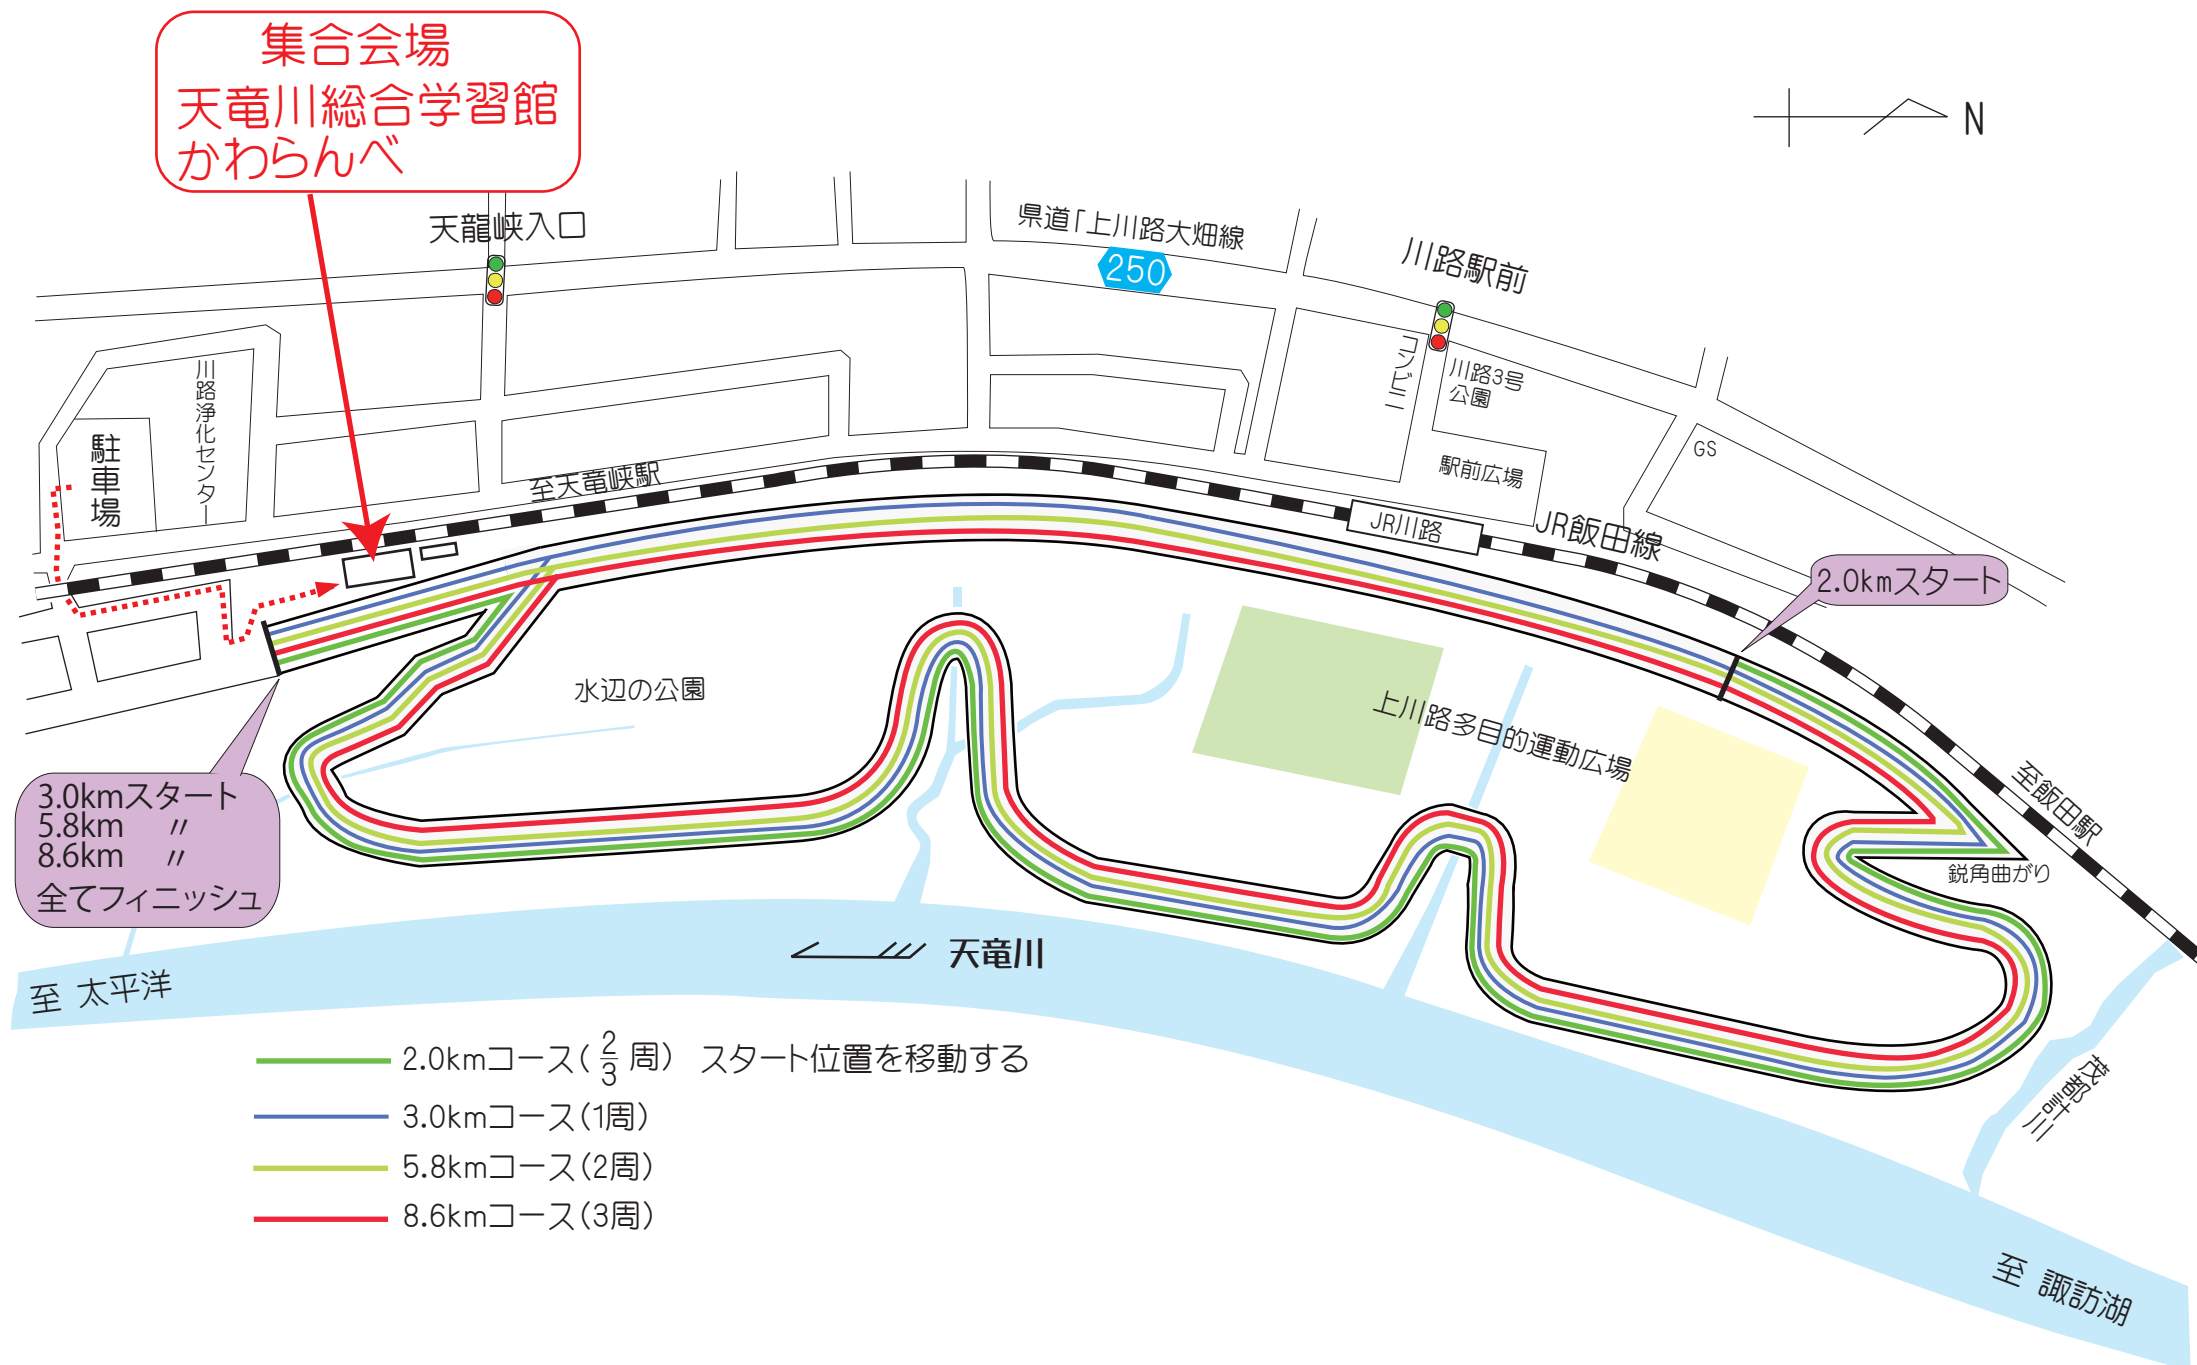 集合会場
天竜川総合学習館
かわらんべ
N
天龍峡入口
県道「上川路大畑線
250
川路駅前
川路浄化センター
駐車場
コンビニ
川路3号
公園
駅前広場
GS
至天竜峡駅
JR川路
JR飯田線
2.0kmスタート
水辺の公園
上川路多目的運動広場
至飯田駅
鋭角曲がり
3.0kmスタート
5.8km 〃
8.6km 〃
全てフィニッシュ
天竜川
至 太平洋
茂都計川
至 諏訪湖
2.0kmコース(2/3周) スタート位置を移動する
3.0kmコース(1周)
5.8kmコース(2周)
8.6kmコース(3周)